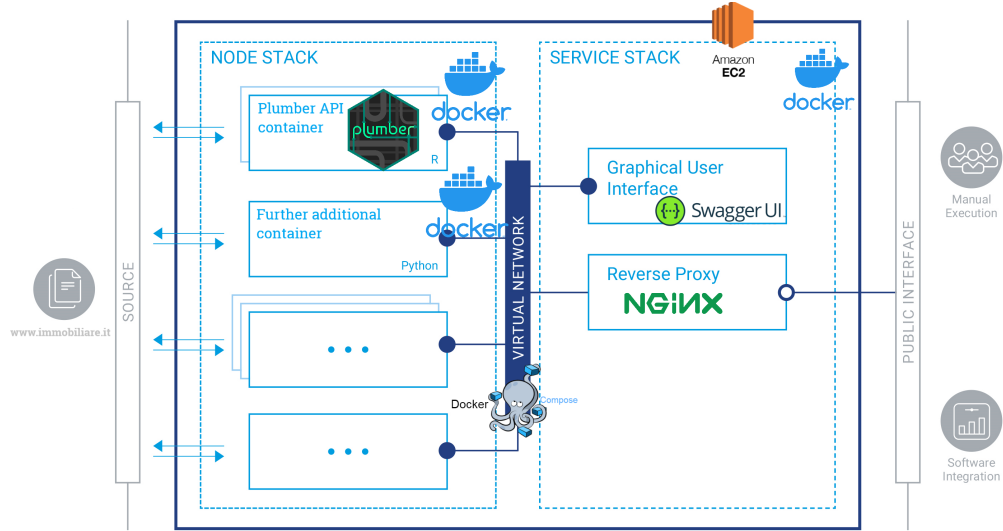 NODE STACK
docker
Plumber API
container
plumber
R
docker
Further additional
container
Python
• • •
• • •
SOURCE
www.immobiliare.it
VIRTUAL NETWORK
Docker
Compose
SERVICE STACK
Amazon
EC2
docker
Graphical User
Interface
{··} Swagger UI
Reverse Proxy
NGINX
PUBLIC INTERFACE
Manual
Execution
Software
Integration